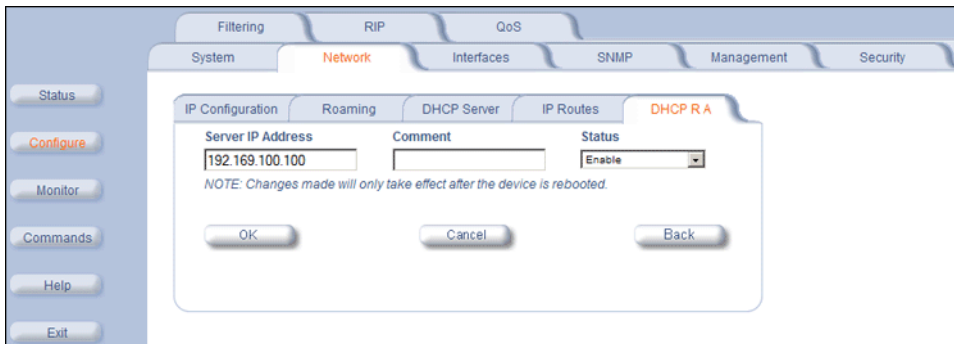 Filtering RIP QoS
System Network Interfaces SNMP Management Security
Status
Configure
Monitor
Commands
Help
Exit
IP Configuration Roaming DHCP Server IP Routes DHCP R A
Server IP Address Comment Status
192.169.100.100 Enable
NOTE: Changes made will only take effect after the device is rebooted.
OK Cancel Back